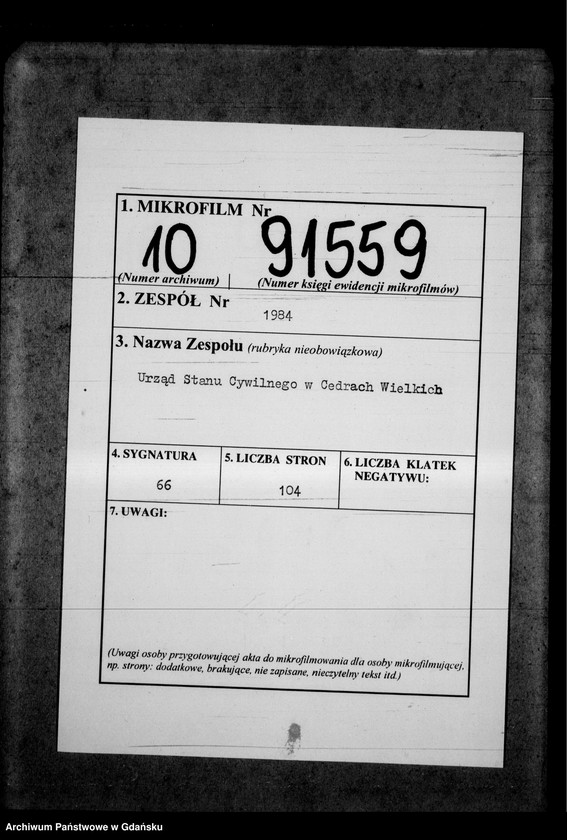 1. MIKROFILM Nr
10 91559
(Numer archiwum) (Numer księgi ewidencji mikrofilmów)
2. ZESPÓŁ Nr
1984
3. Nazwa Zespołu (rubryka nieobowiązkowa)
Urząd Stanu Cywilnego w Cedrach Wielkich
4. SYGNATURA
66
5. LICZBA STRON
104
6. LICZBA KLATEK
NEGATYWU:
7. UWAGI:
(Uwagi osoby przygotowującej akta do mikrofilmowania dla osoby mikrofilmującej,
np. strony: dodatkowe, brakujące, nie zapisane, nieczytelny tekst itd.)
Archiwum Państwowe w Gdańsku